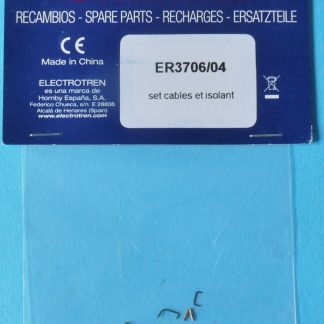 RECAMBIOS - SPARE PARTS - RECHARGES - ERSATZTEILE
CE
Made in China
ER3706/04
set cables et isolant
ELECTROTREN
es una marca de
Hornby España, S.A.
Federico Chueca, s/n. E 28806
Alcalá de Henares (Spain)
www.electrotren.com